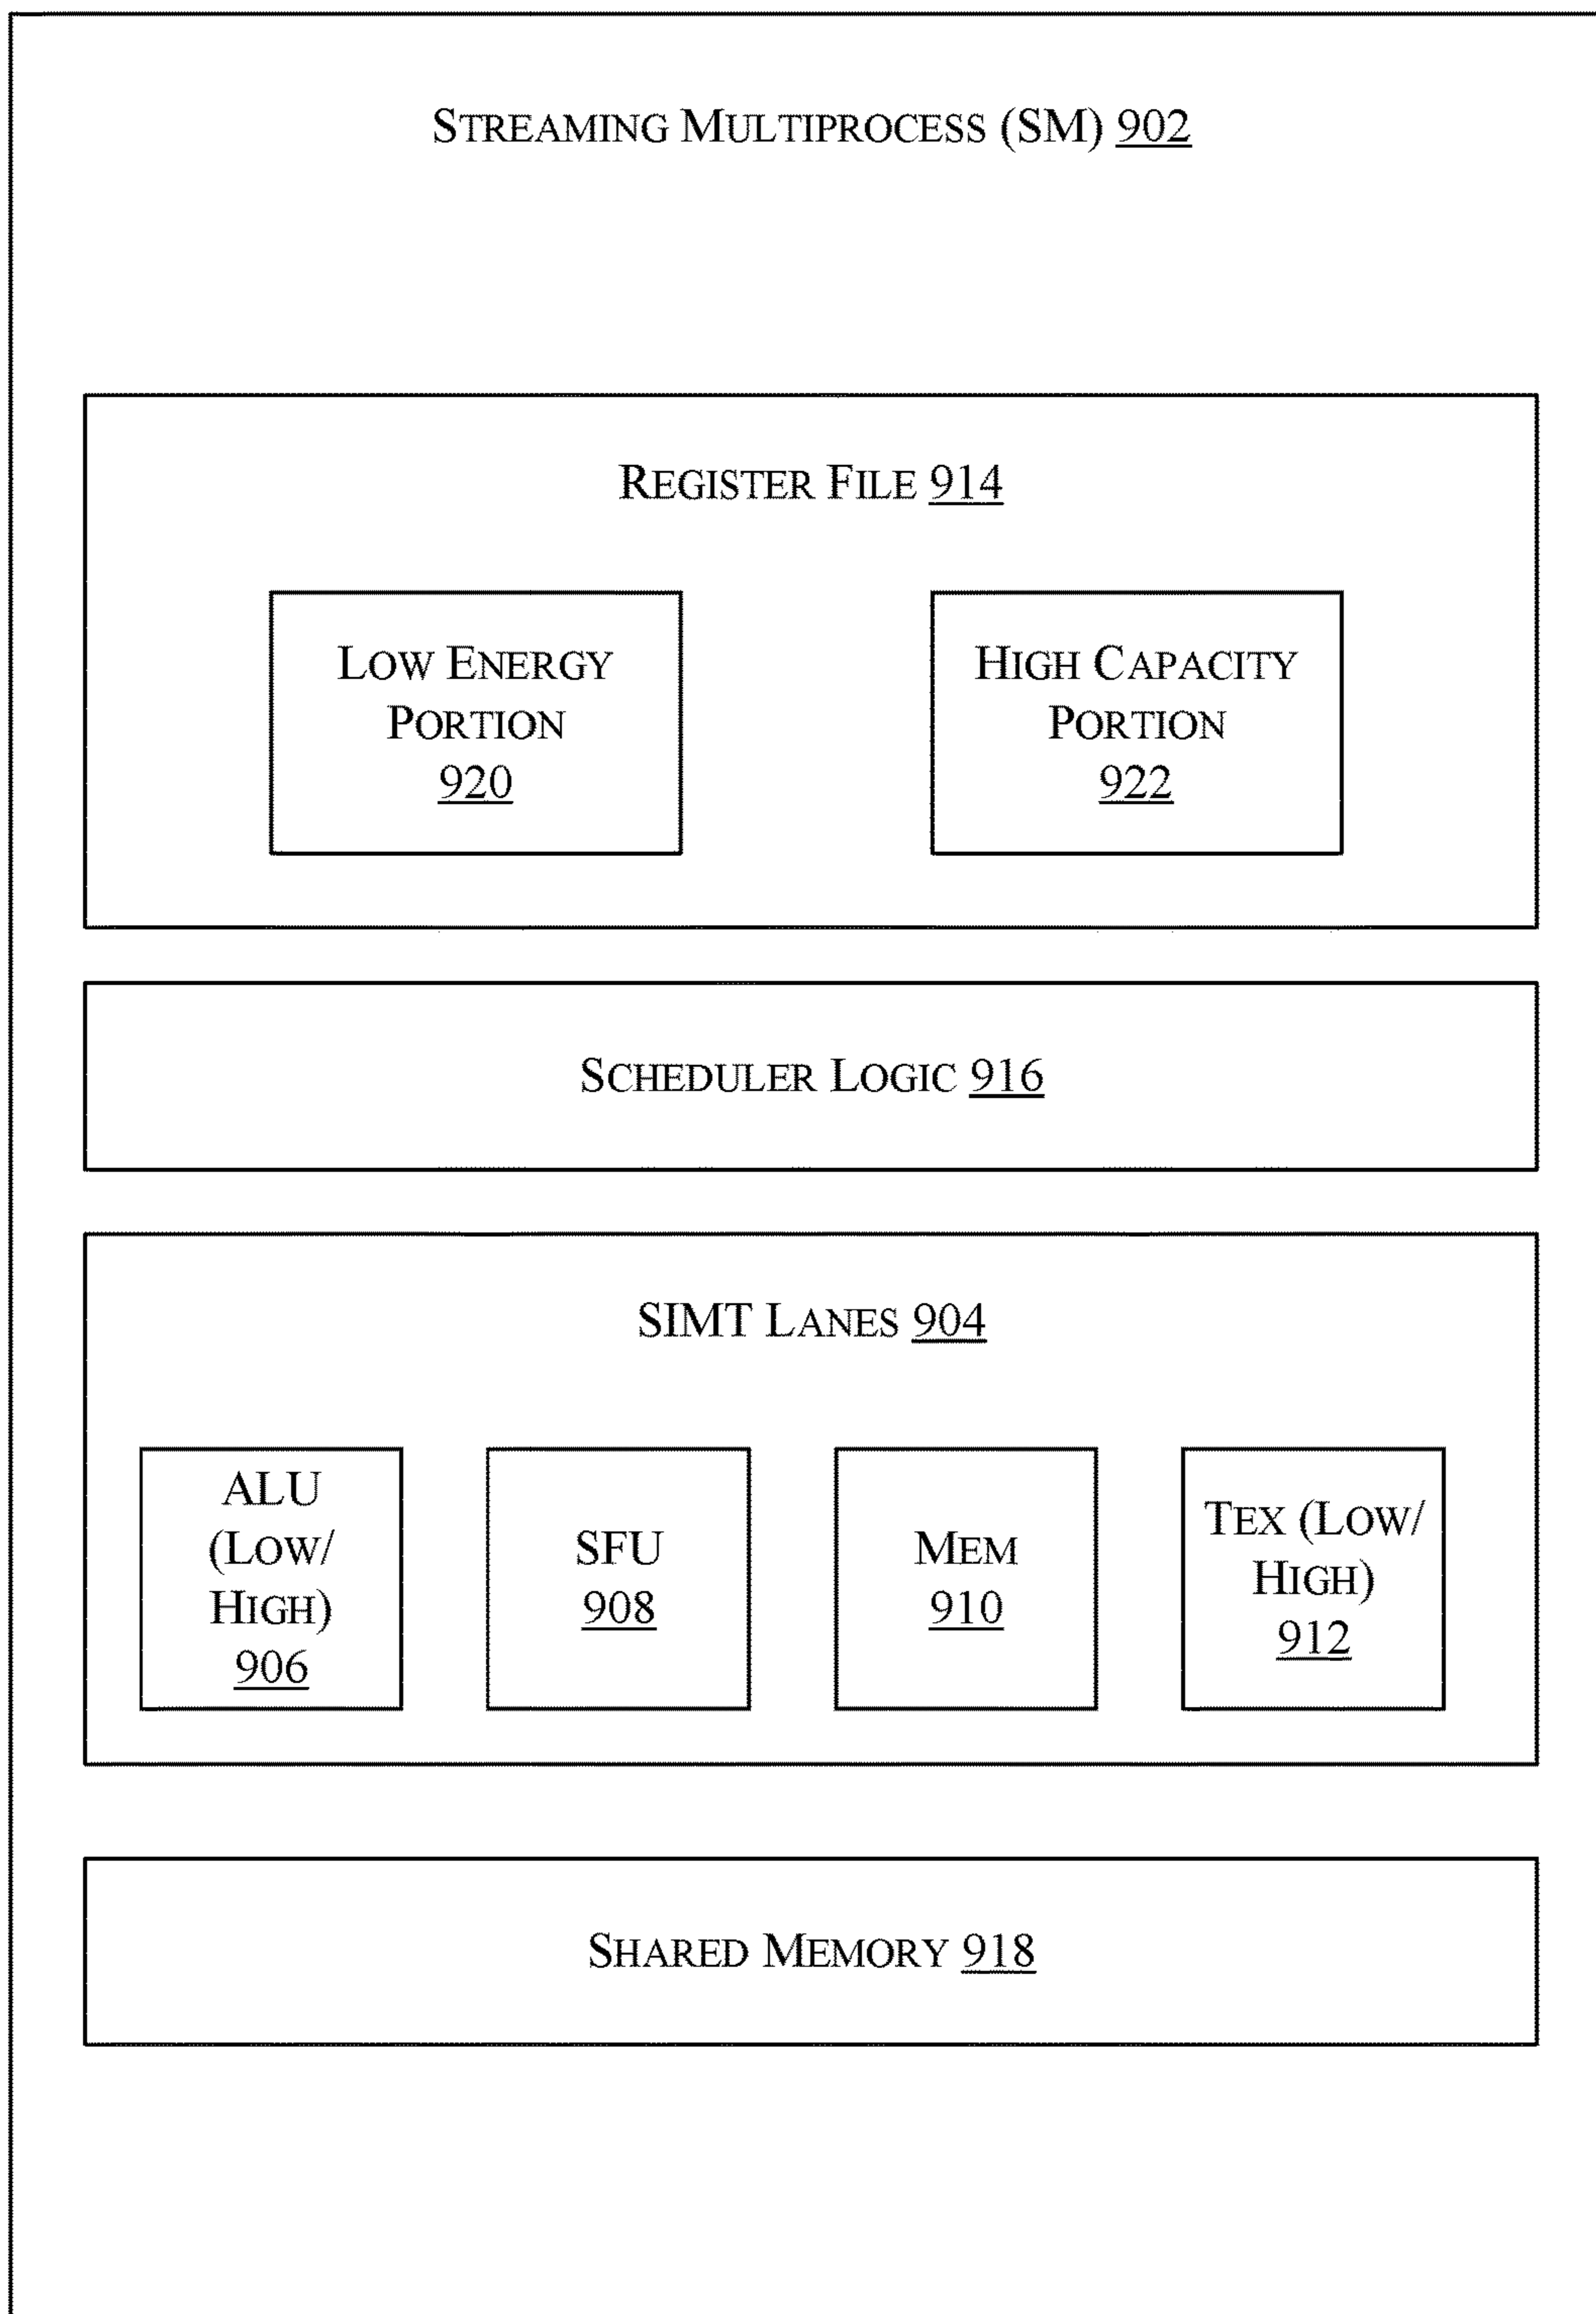 STREAMING MULTIPROCESS (SM) 902
REGISTER FILE 914
LOW ENERGY
PORTION
920
HIGH CAPACITY
PORTION
922
SCHEDULER LOGIC 916
SIMT LANES 904
ALU
(LOW/
HIGH)
906
SFU
908
MEM
910
TEX (LOW/
HIGH)
912
SHARED MEMORY 918